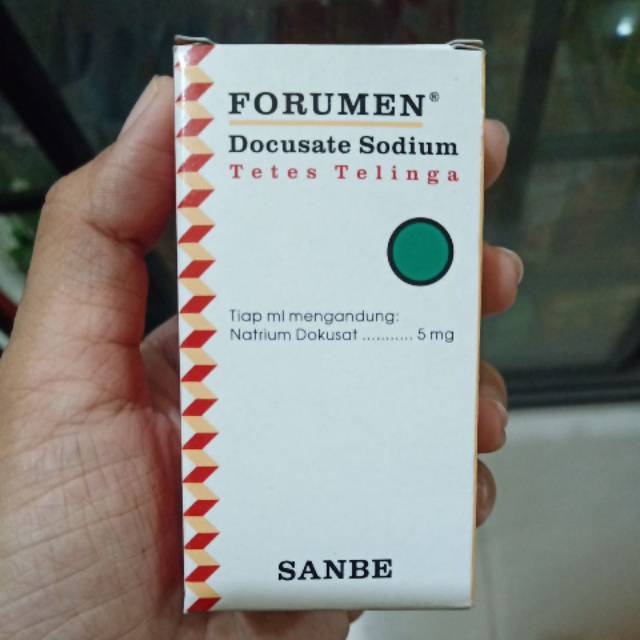 FORUMEN®
Docusate Sodium
Tetes Telinga
Tiap ml mengandung:
Natrium Dokusat ........... 5 mg
SANBE